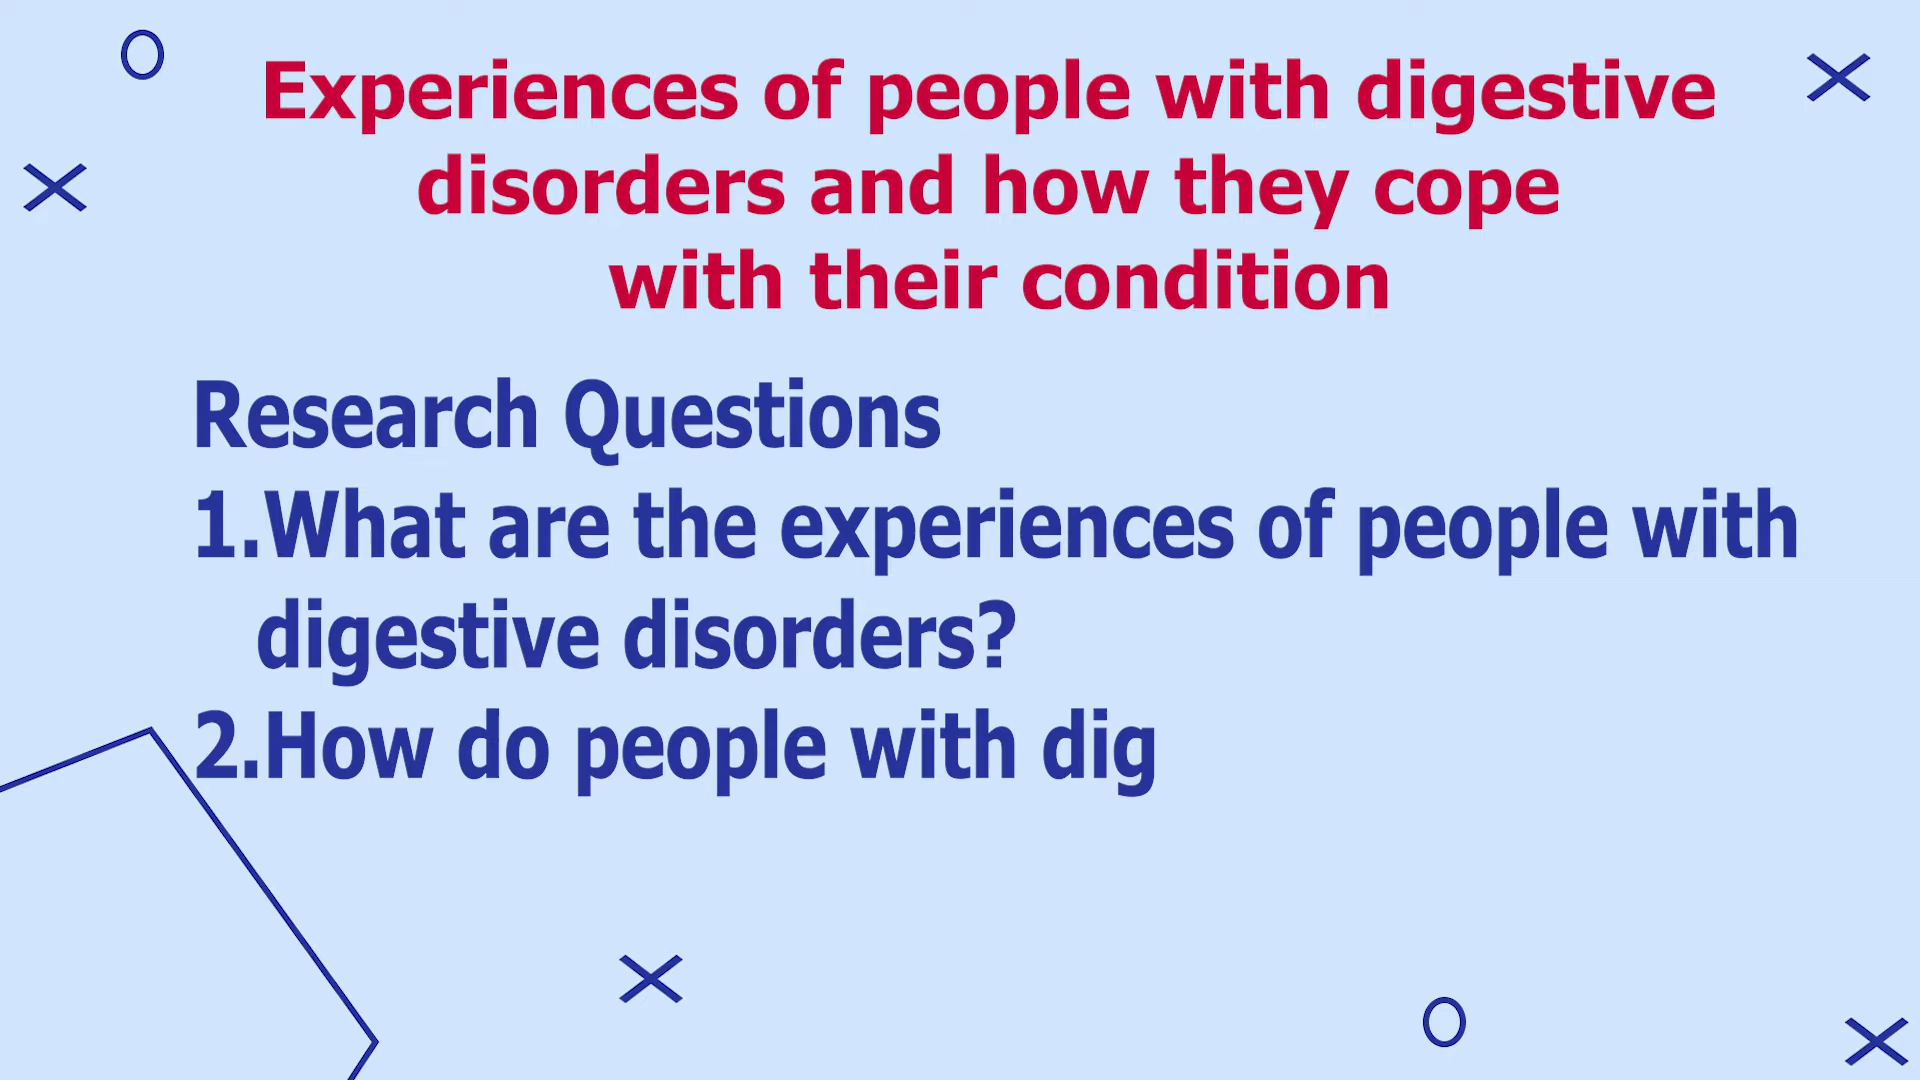 Experiences of people with digestive
disorders and how they cope
with their condition
Research Questions
1.What are the experiences of people with
digestive disorders?
2.How do people with dig